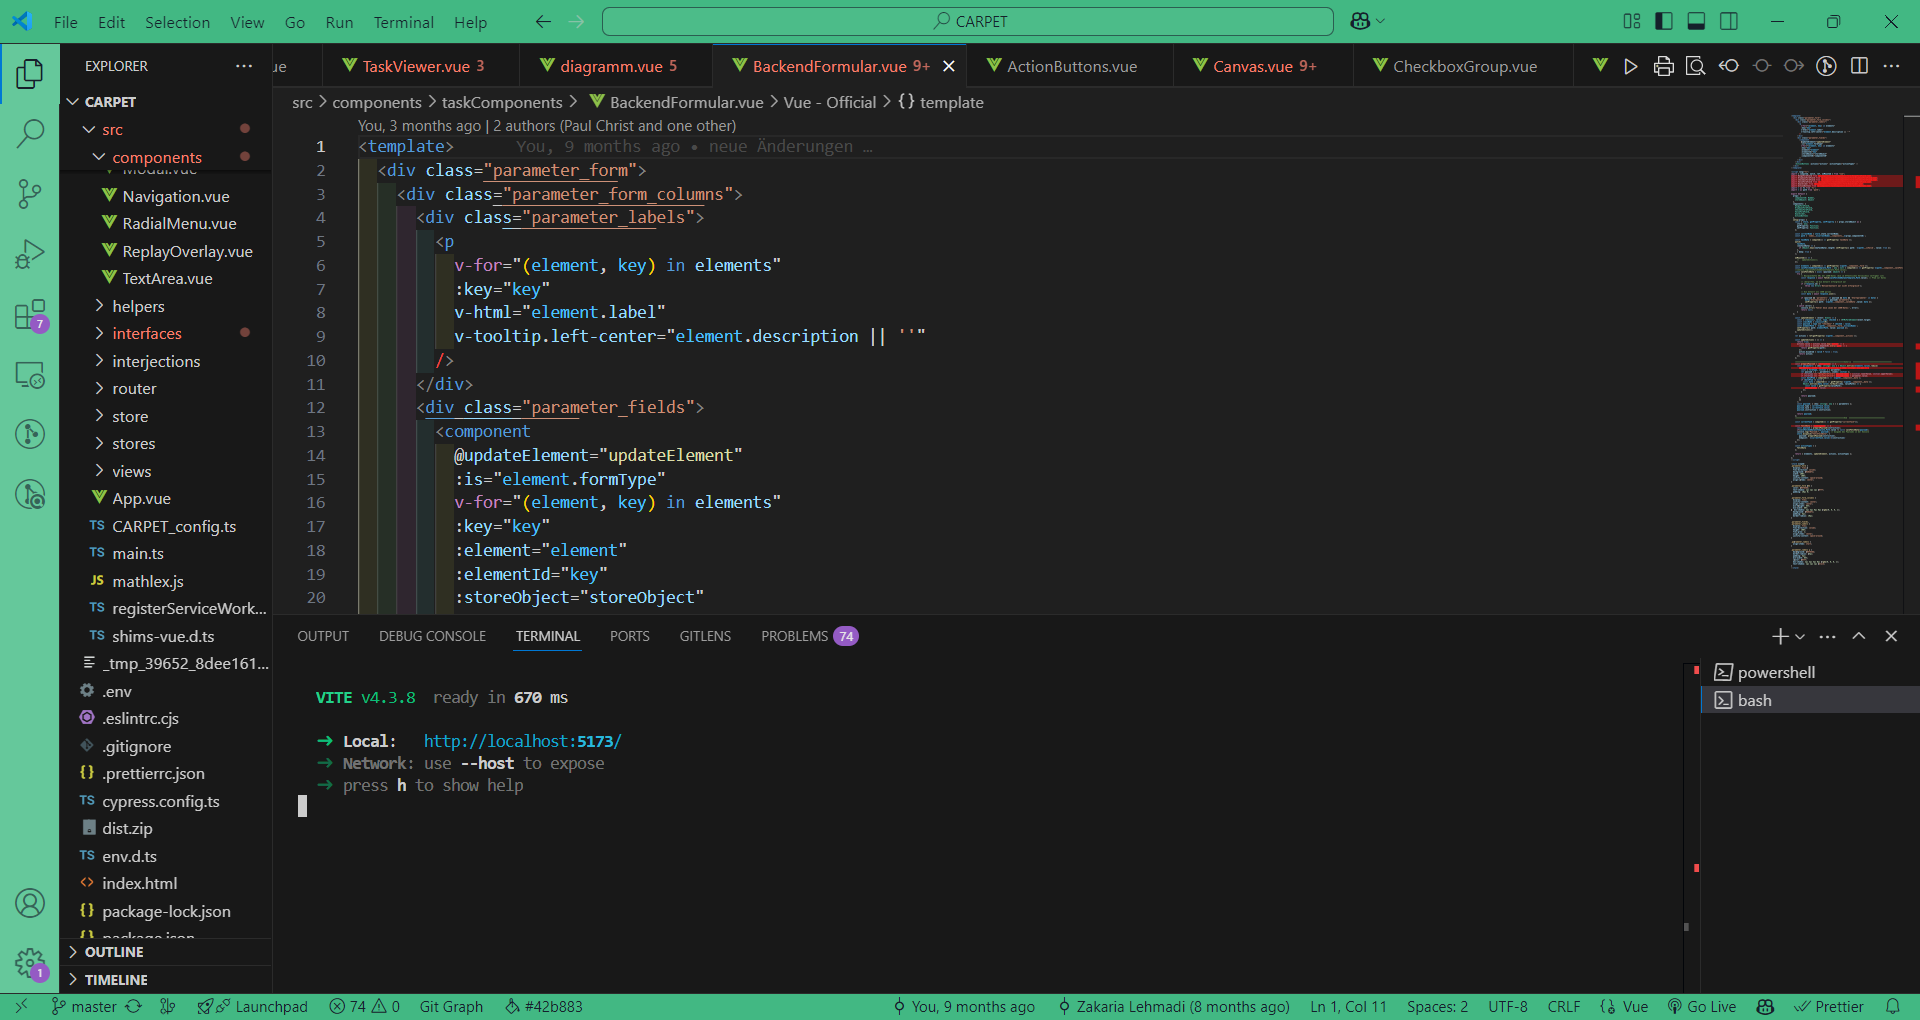 File Edit Selection View Go Run Terminal Help
CARPET
EXPLORER
ue
TaskViewer.vue 3
diagramm.vue 5
BackendFormular.vue 9+
ActionButtons.vue
Canvas.vue 9+
CheckboxGroup.vue
CARPET
src
components
Modal.vue
Navigation.vue
RadialMenu.vue
ReplayOverlay.vue
TextArea.vue
helpers
interfaces
interjections
router
store
stores
views
App.vue
TS CARPET_config.ts
TS main.ts
JS mathlex.js
TS registerServiceWork...
TS shims-vue.d.ts
_tmp_39652_8dee161...
.env
.eslintrc.cjs
.gitignore
{} .prettierrc.json
TS cypress.config.ts
dist.zip
TS env.d.ts
<> index.html
{} package-lock.json
{} package.json
OUTLINE
TIMELINE
7
1
src > components > taskComponents > BackendFormular.vue > Vue - Official > {} template
You, 3 months ago | 2 authors (Paul Christ and one other)
1 <template> You, 9 months ago • neue Änderungen …
2 <div class="parameter_form">
3 <div class="parameter_form_columns">
4 <div class="parameter_labels">
5 <p
6 v-for="(element, key) in elements"
7 :key="key"
8 v-html="element.label"
9 v-tooltip.left-center="element.description || ''"
10 />
11 </div>
12 <div class="parameter_fields">
13 <component
14 @updateElement="updateElement"
15 :is="element.formType"
16 v-for="(element, key) in elements"
17 :key="key"
18 :element="element"
19 :elementId="key"
20 :storeObject="storeObject"
OUTPUT DEBUG CONSOLE TERMINAL PORTS GITLENS PROBLEMS 74
VITE v4.3.8 ready in 670 ms
➜ Local: http://localhost:5173/
➜ Network: use --host to expose
➜ press h to show help
powershell
bash
master Launchpad 74 0 Git Graph #42b883 You, 9 months ago Zakaria Lehmadi (8 months ago) Ln 1, Col 11 Spaces: 2 UTF-8 CRLF Vue Go Live Prettier